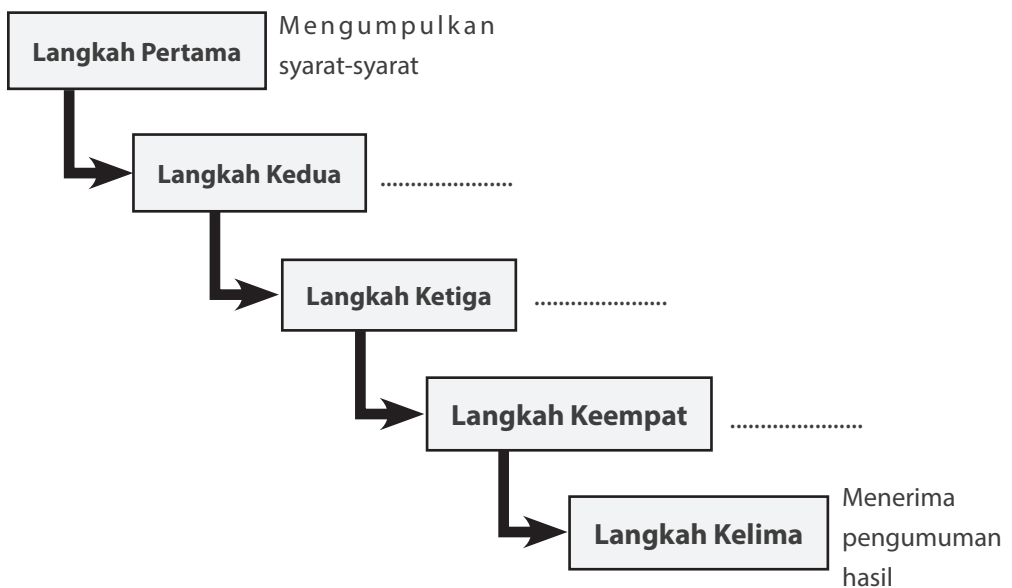 Langkah Pertama
Mengumpulkan
syarat-syarat
Langkah Kedua ......................
Langkah Ketiga ......................
Langkah Keempat ......................
Langkah Kelima
Menerima
pengumuman
hasil